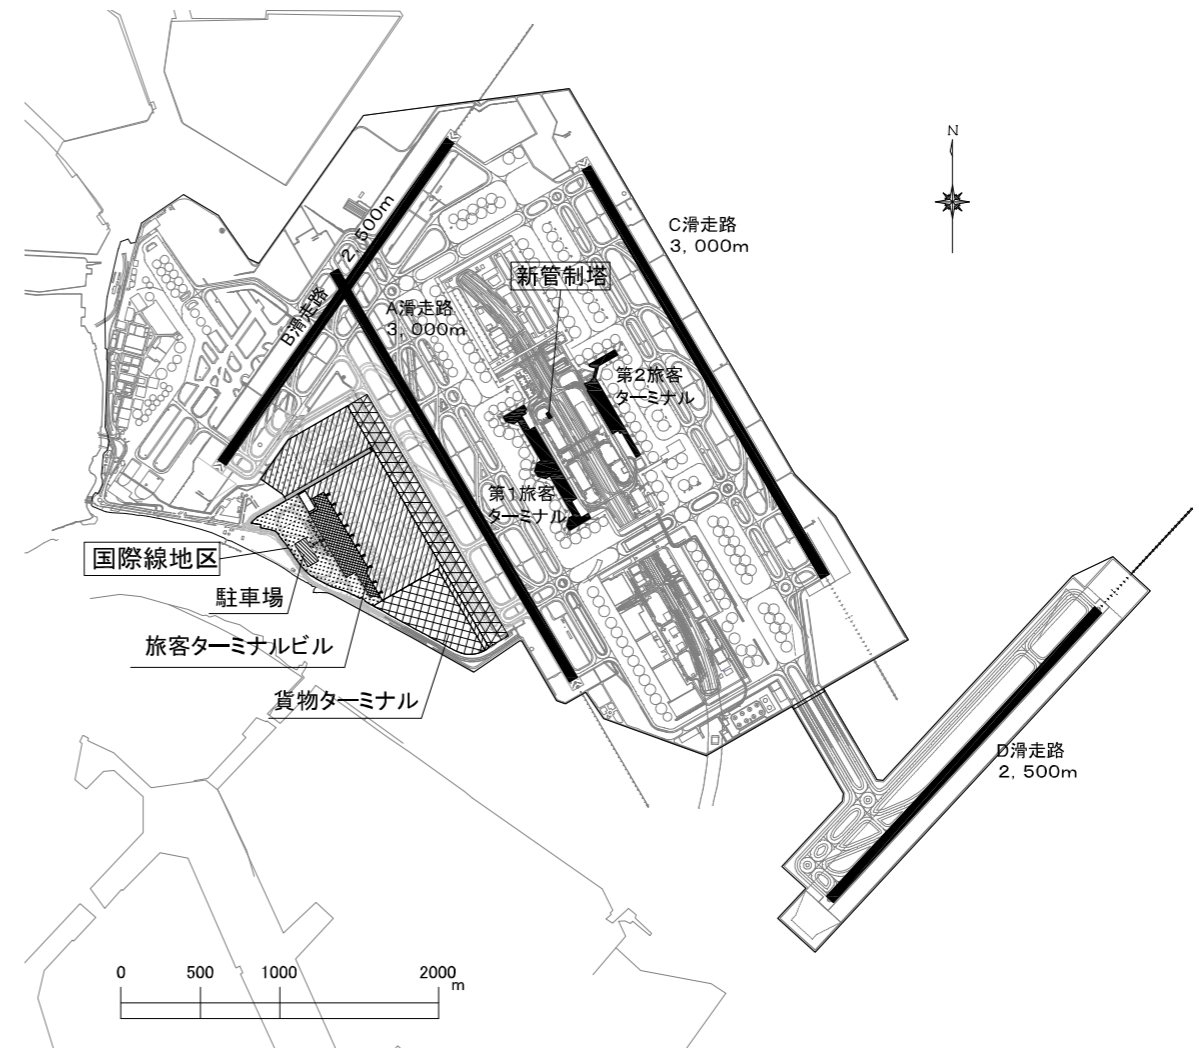 N
C滑走路
3,000m
B滑走路 2,500m
新管制塔
A滑走路
3,000m
第2旅客
ターミナル
第1旅客
ターミナル
国際線地区
駐車場
旅客ターミナルビル
貨物ターミナル
D滑走路
2,500m
0 500 1000 2000
m